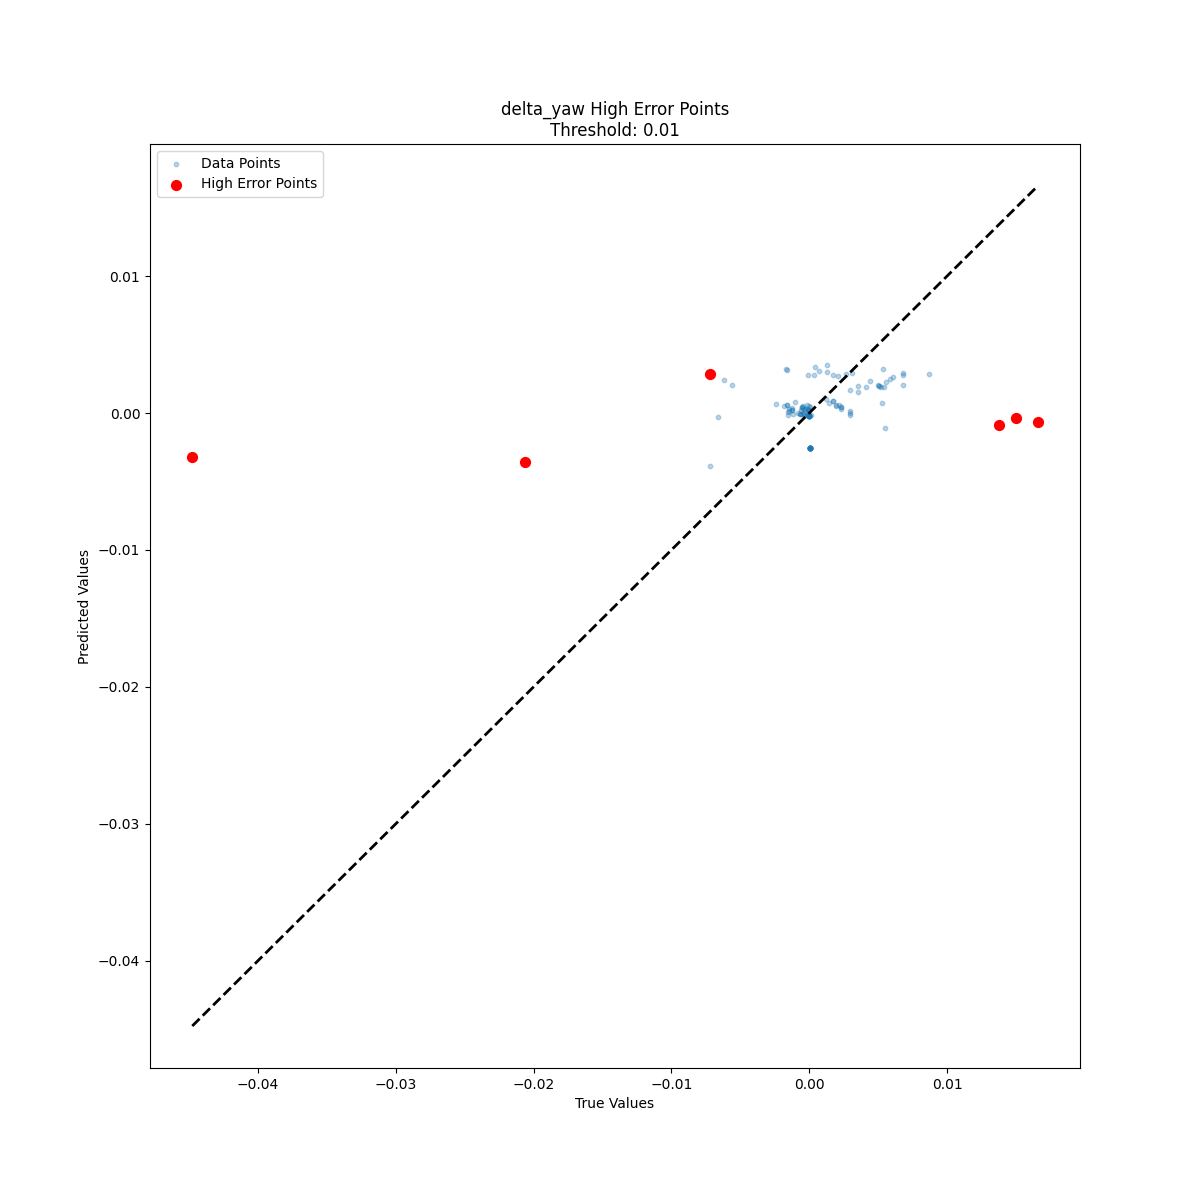 delta_yaw High Error Points
Threshold: 0.01
Data Points
High Error Points
0.01
0.00
−0.01
−0.02
−0.03
−0.04
Predicted Values
−0.04
−0.03
−0.02
−0.01
0.00
0.01
True Values